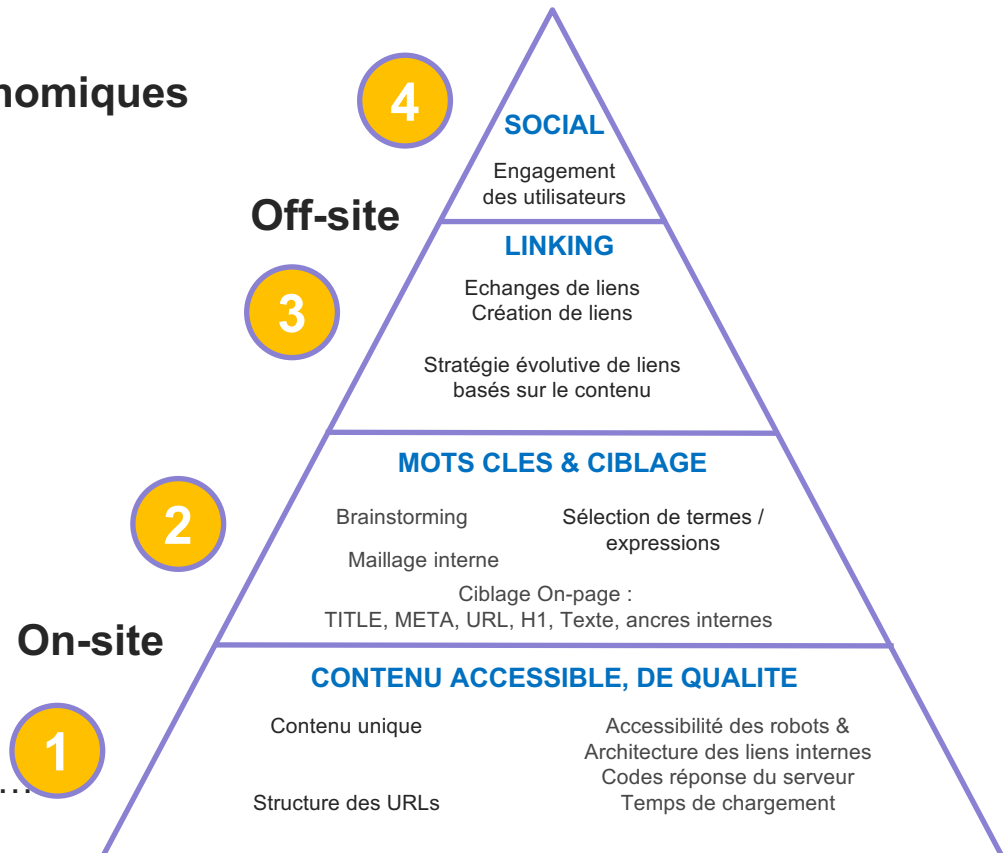 nomiques
4
SOCIAL
Engagement
des utilisateurs
Off-site
LINKING
3
Echanges de liens
Création de liens
Stratégie évolutive de liens
basés sur le contenu
MOTS CLES & CIBLAGE
2
Brainstorming
Sélection de termes /
expressions
Maillage interne
Ciblage On-page :
TITLE, META, URL, H1, Texte, ancres internes
On-site
CONTENU ACCESSIBLE, DE QUALITE
1
Contenu unique
Accessibilité des robots &
Architecture des liens internes
Codes réponse du serveur
Structure des URLs
Temps de chargement
…